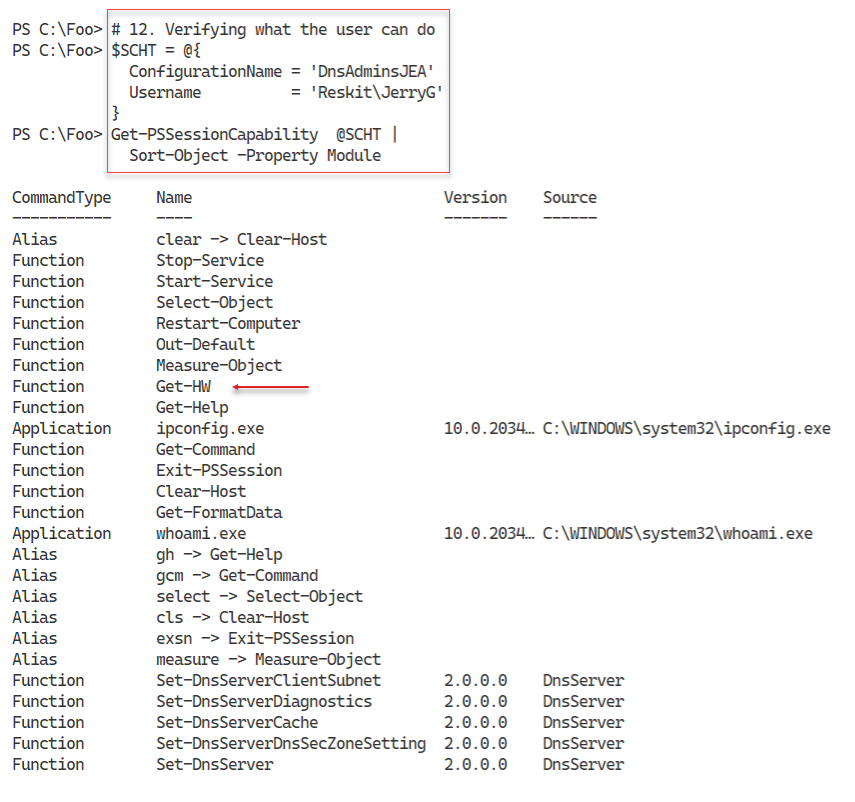 PS C:\Foo> # 12. Verifying what the user can do
PS C:\Foo> $SCHT = @{
  ConfigurationName = 'DnsAdminsJEA'
  Username          = 'Reskit\JerryG'
}
PS C:\Foo> Get-PSSessionCapability  @SCHT |
  Sort-Object -Property Module
CommandType     Name                            Version    Source
-----------     ----                            -------    ------
Alias           clear -> Clear-Host
Function        Stop-Service
Function        Start-Service
Function        Select-Object
Function        Restart-Computer
Function        Out-Default
Function        Measure-Object
Function        Get-HW
Function        Get-Help
Application     ipconfig.exe                    10.0.2034… C:\WINDOWS\system32\ipconfig.exe
Function        Get-Command
Function        Exit-PSSession
Function        Clear-Host
Function        Get-FormatData
Application     whoami.exe                      10.0.2034… C:\WINDOWS\system32\whoami.exe
Alias           gh -> Get-Help
Alias           gcm -> Get-Command
Alias           select -> Select-Object
Alias           cls -> Clear-Host
Alias           exsn -> Exit-PSSession
Alias           measure -> Measure-Object
Function        Set-DnsServerClientSubnet       2.0.0.0    DnsServer
Function        Set-DnsServerDiagnostics        2.0.0.0    DnsServer
Function        Set-DnsServerCache              2.0.0.0    DnsServer
Function        Set-DnsServerDnsSecZoneSetting  2.0.0.0    DnsServer
Function        Set-DnsServer                   2.0.0.0    DnsServer